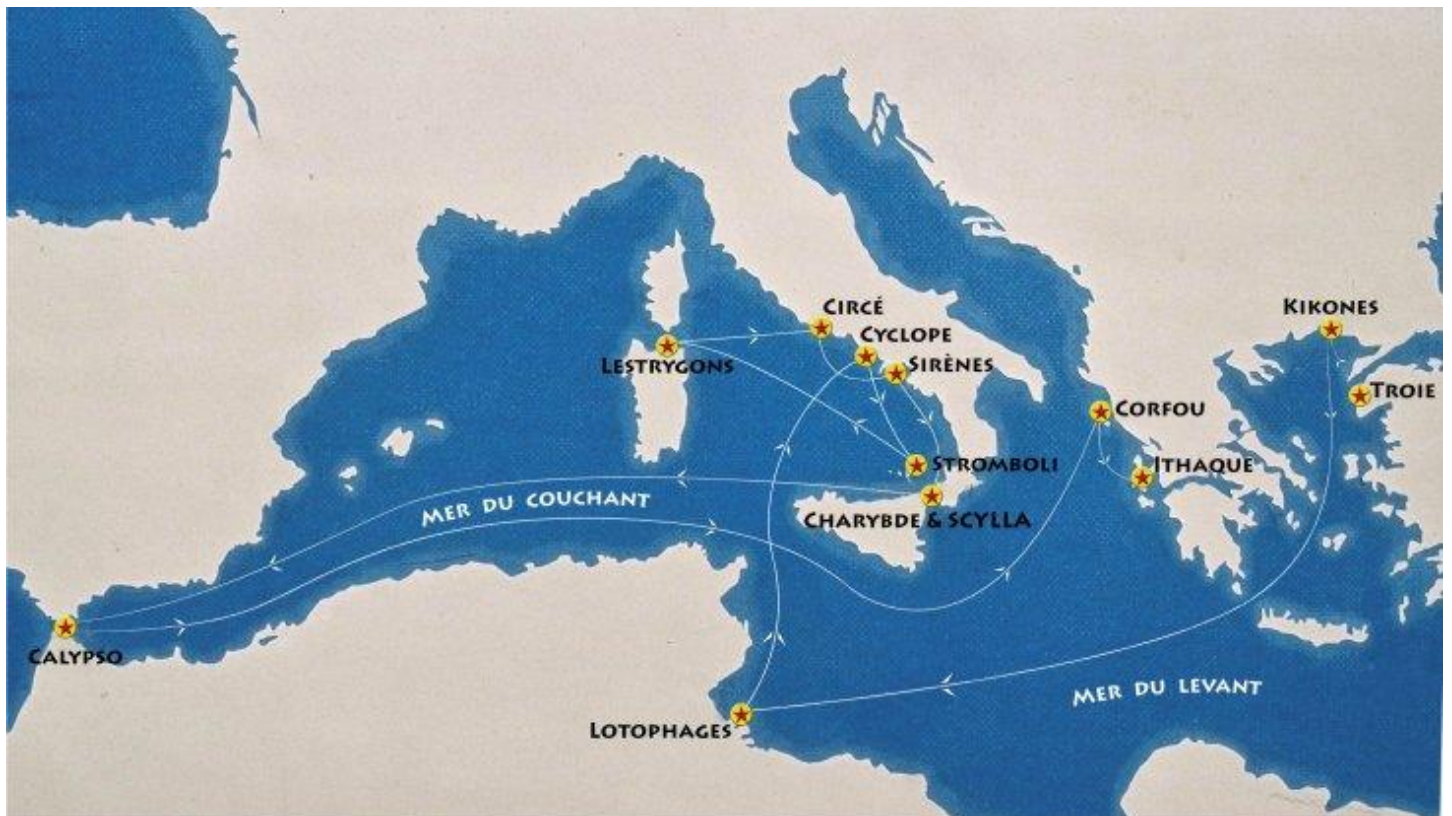 CIRCÉ
KIKONES
CYCLOPE
LESTRYGONS
SIRÈNES
TROIE
CORFOU
STROMBOLI
ITHAQUE
MER DU COUCHANT
CHARYBDE & SCYLLA
CALYPSO
MER DU LEVANT
LOTOPHAGES